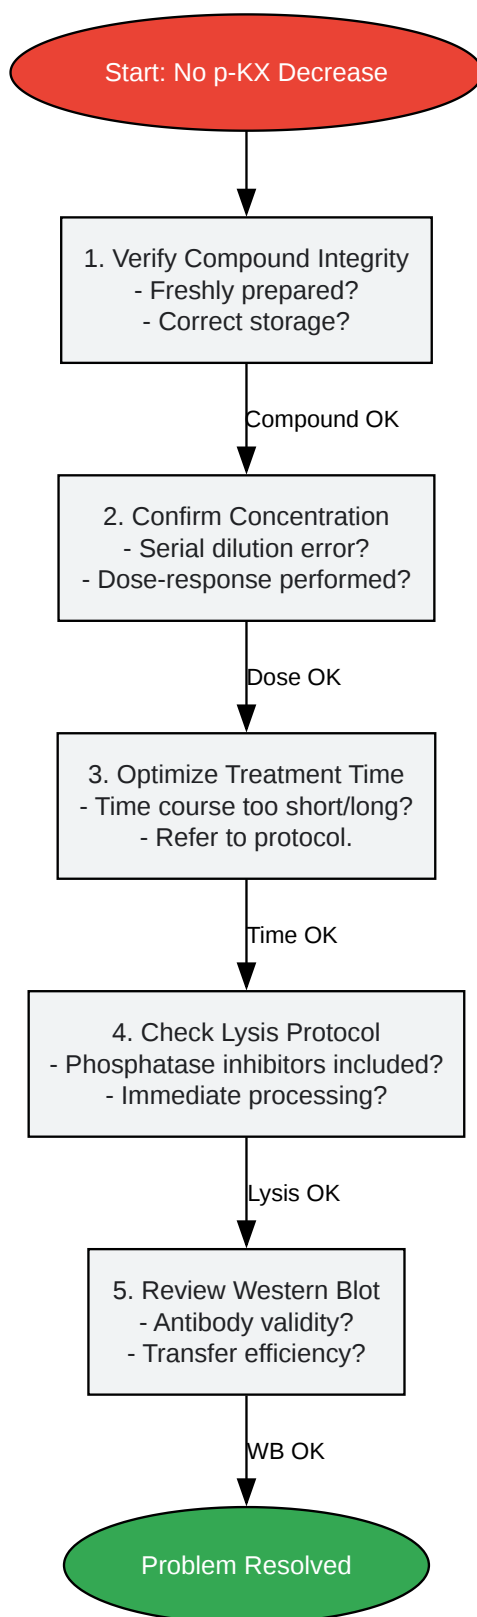 Start: No p-KX Decrease
1. Verify Compound Integrity
- Freshly prepared?
- Correct storage?
Compound OK
2. Confirm Concentration
- Serial dilution error?
- Dose-response performed?
Dose OK
3. Optimize Treatment Time
- Time course too short/long?
- Refer to protocol.
Time OK
4. Check Lysis Protocol
- Phosphatase inhibitors included?
- Immediate processing?
Lysis OK
5. Review Western Blot
- Antibody validity?
- Transfer efficiency?
WB OK
Problem Resolved